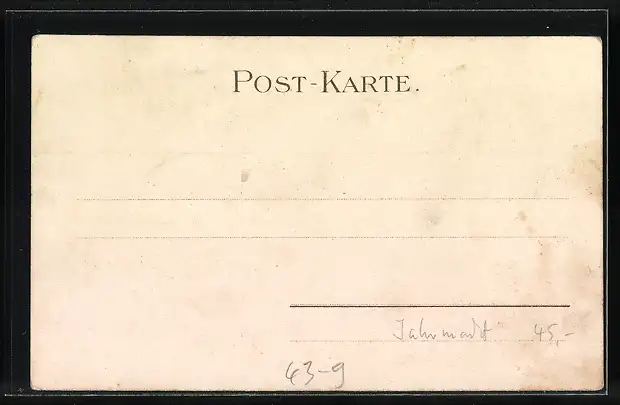 POST-KARTE.
Jahrmarkt 45,-
43-9